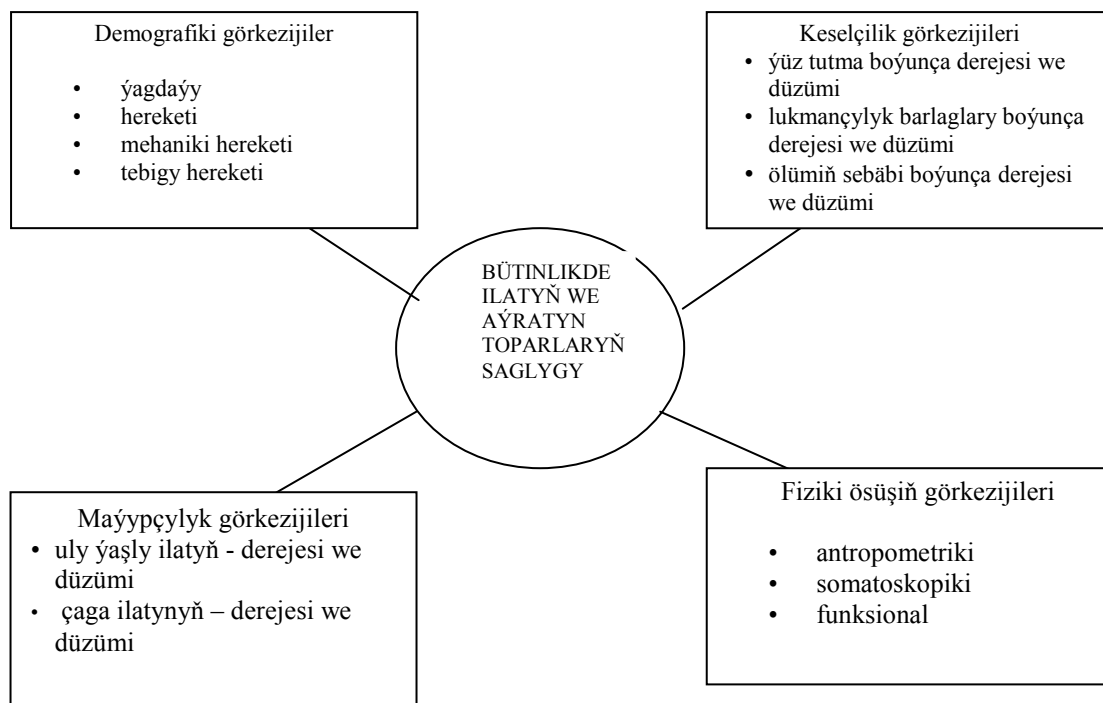 Demografiki görkezijiler
• ýagdaýy
• hereketi
• mehaniki hereketi
• tebigy hereketi
Keselçilik görkezijileri
• ýüz tutma boýunça derejesi we
düzümi
• lukmançylyk barlaglary boýunça
derejesi we düzümi
• ölümiň sebäbi boýunça derejesi
we düzümi
BÜTINLIKDE
ILATYŇ WE
AÝRATYN
TOPARLARYŇ
SAGLYGY
Maýypçylyk görkezijileri
• uly ýaşly ilatyň - derejesi we
düzümi
• çaga ilatynyň – derejesi we
düzümi
Fiziki ösüşiň görkezijileri
• antropometriki
• somatoskopiki
• funksional